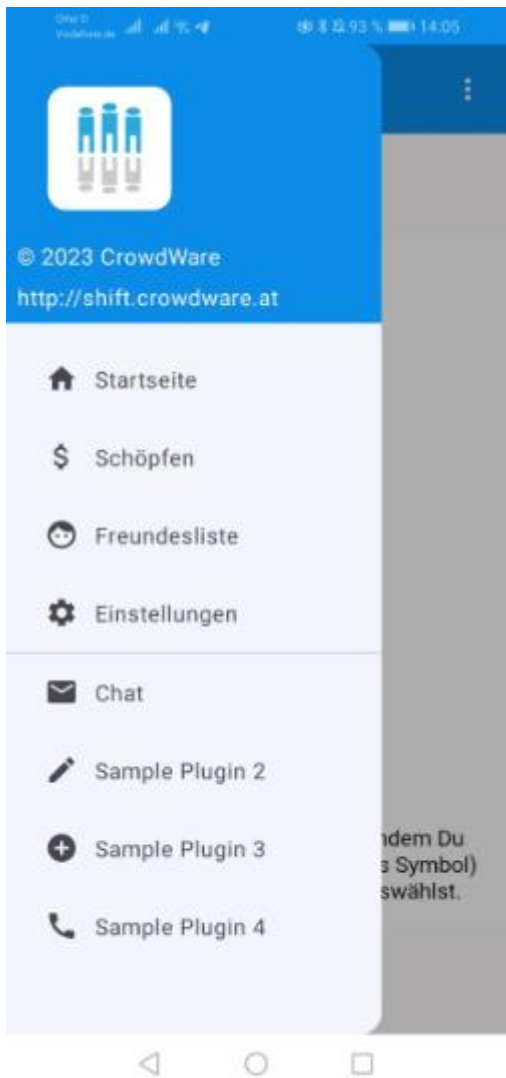 93 % 14:05
© 2023 CrowdWare
http://shift.crowdware.at
Startseite
$ Schöpfen
Freundesliste
Einstellungen
Chat
Sample Plugin 2
Sample Plugin 3
Sample Plugin 4
ndem Du
s Symbol)
swählst.